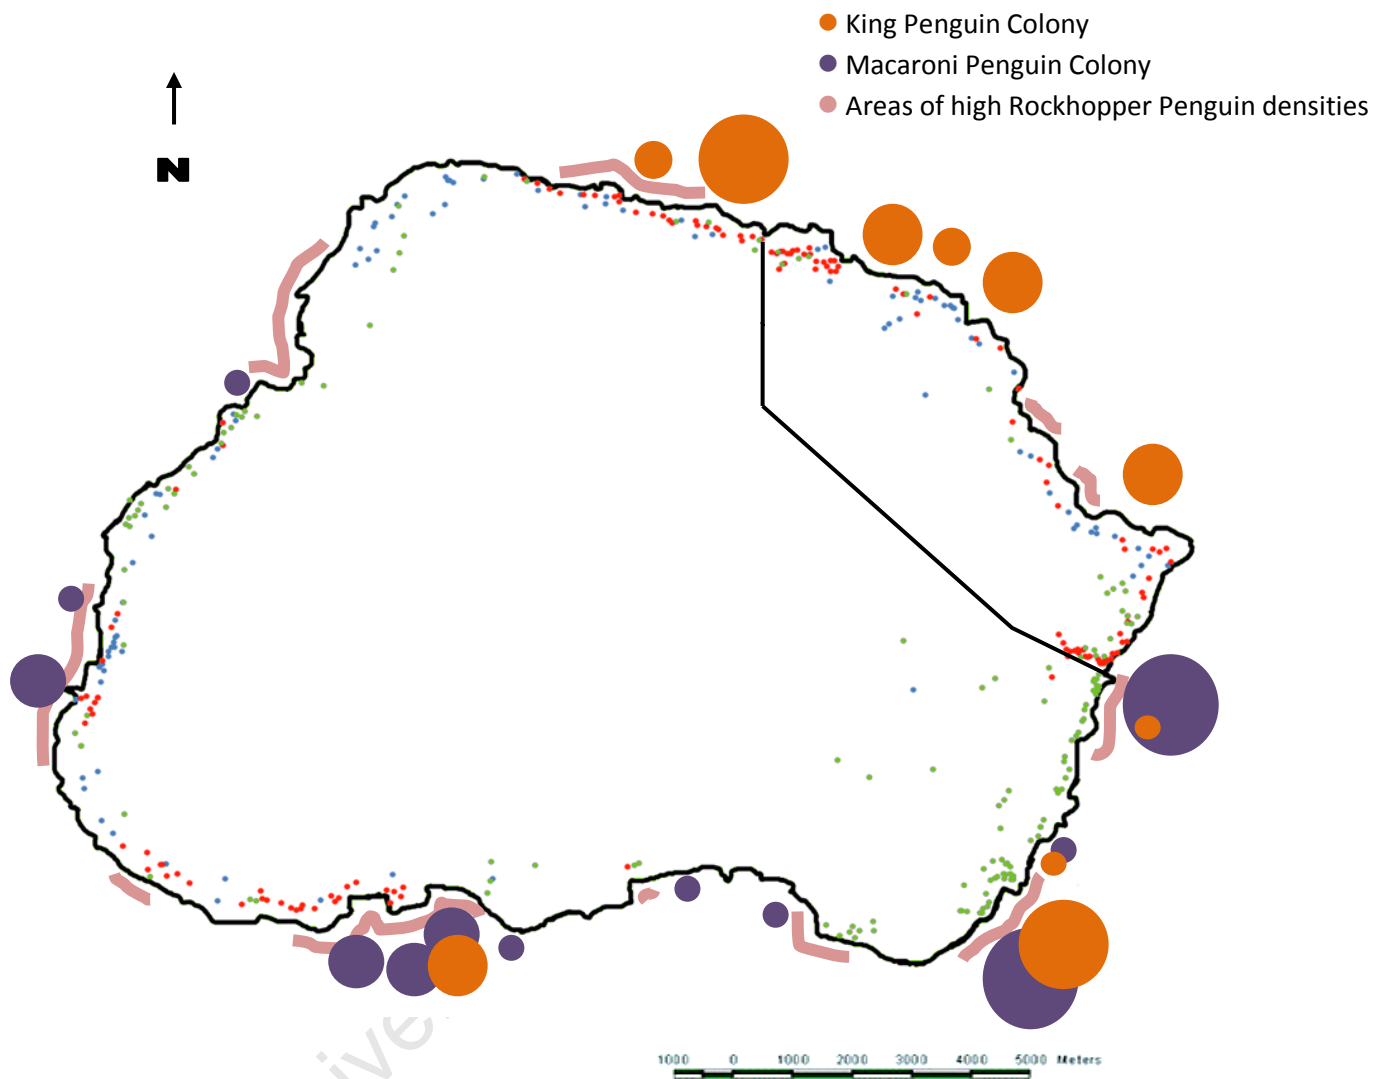 King Penguin Colony
Macaroni Penguin Colony
Areas of high Rockhopper Penguin densities
N
1000 0 1000 2000 3000 4000 5000 Meters